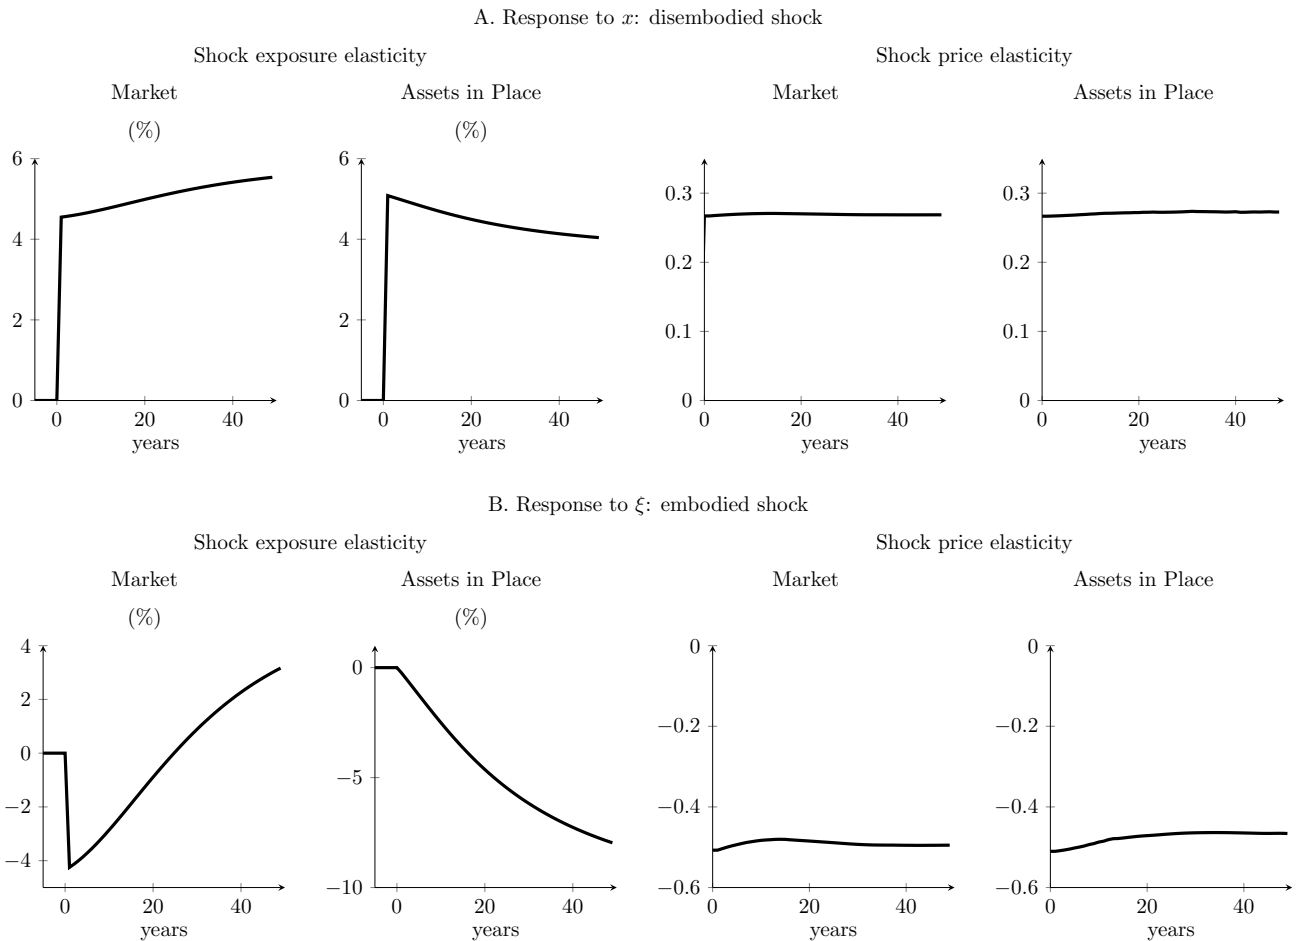 A. Response to x: disembodied shock
Shock exposure elasticity Shock price elasticity
Market Assets in Place Market Assets in Place
(%) (%)
6 6
4 4
2 2
0 0
0.3 0.3
0.2 0.2
0.1 0.1
0 0
0 20 40 0 20 40 0 20 40 0 20 40
years years years years
B. Response to ξ: embodied shock
Shock exposure elasticity Shock price elasticity
Market Assets in Place Market Assets in Place
(%) (%)
4
2
0
−2
−4
0
−5
−10
0 0
−0.2 −0.2
−0.4 −0.4
−0.6 −0.6
0 20 40 0 20 40 0 20 40 0 20 40
years years years years